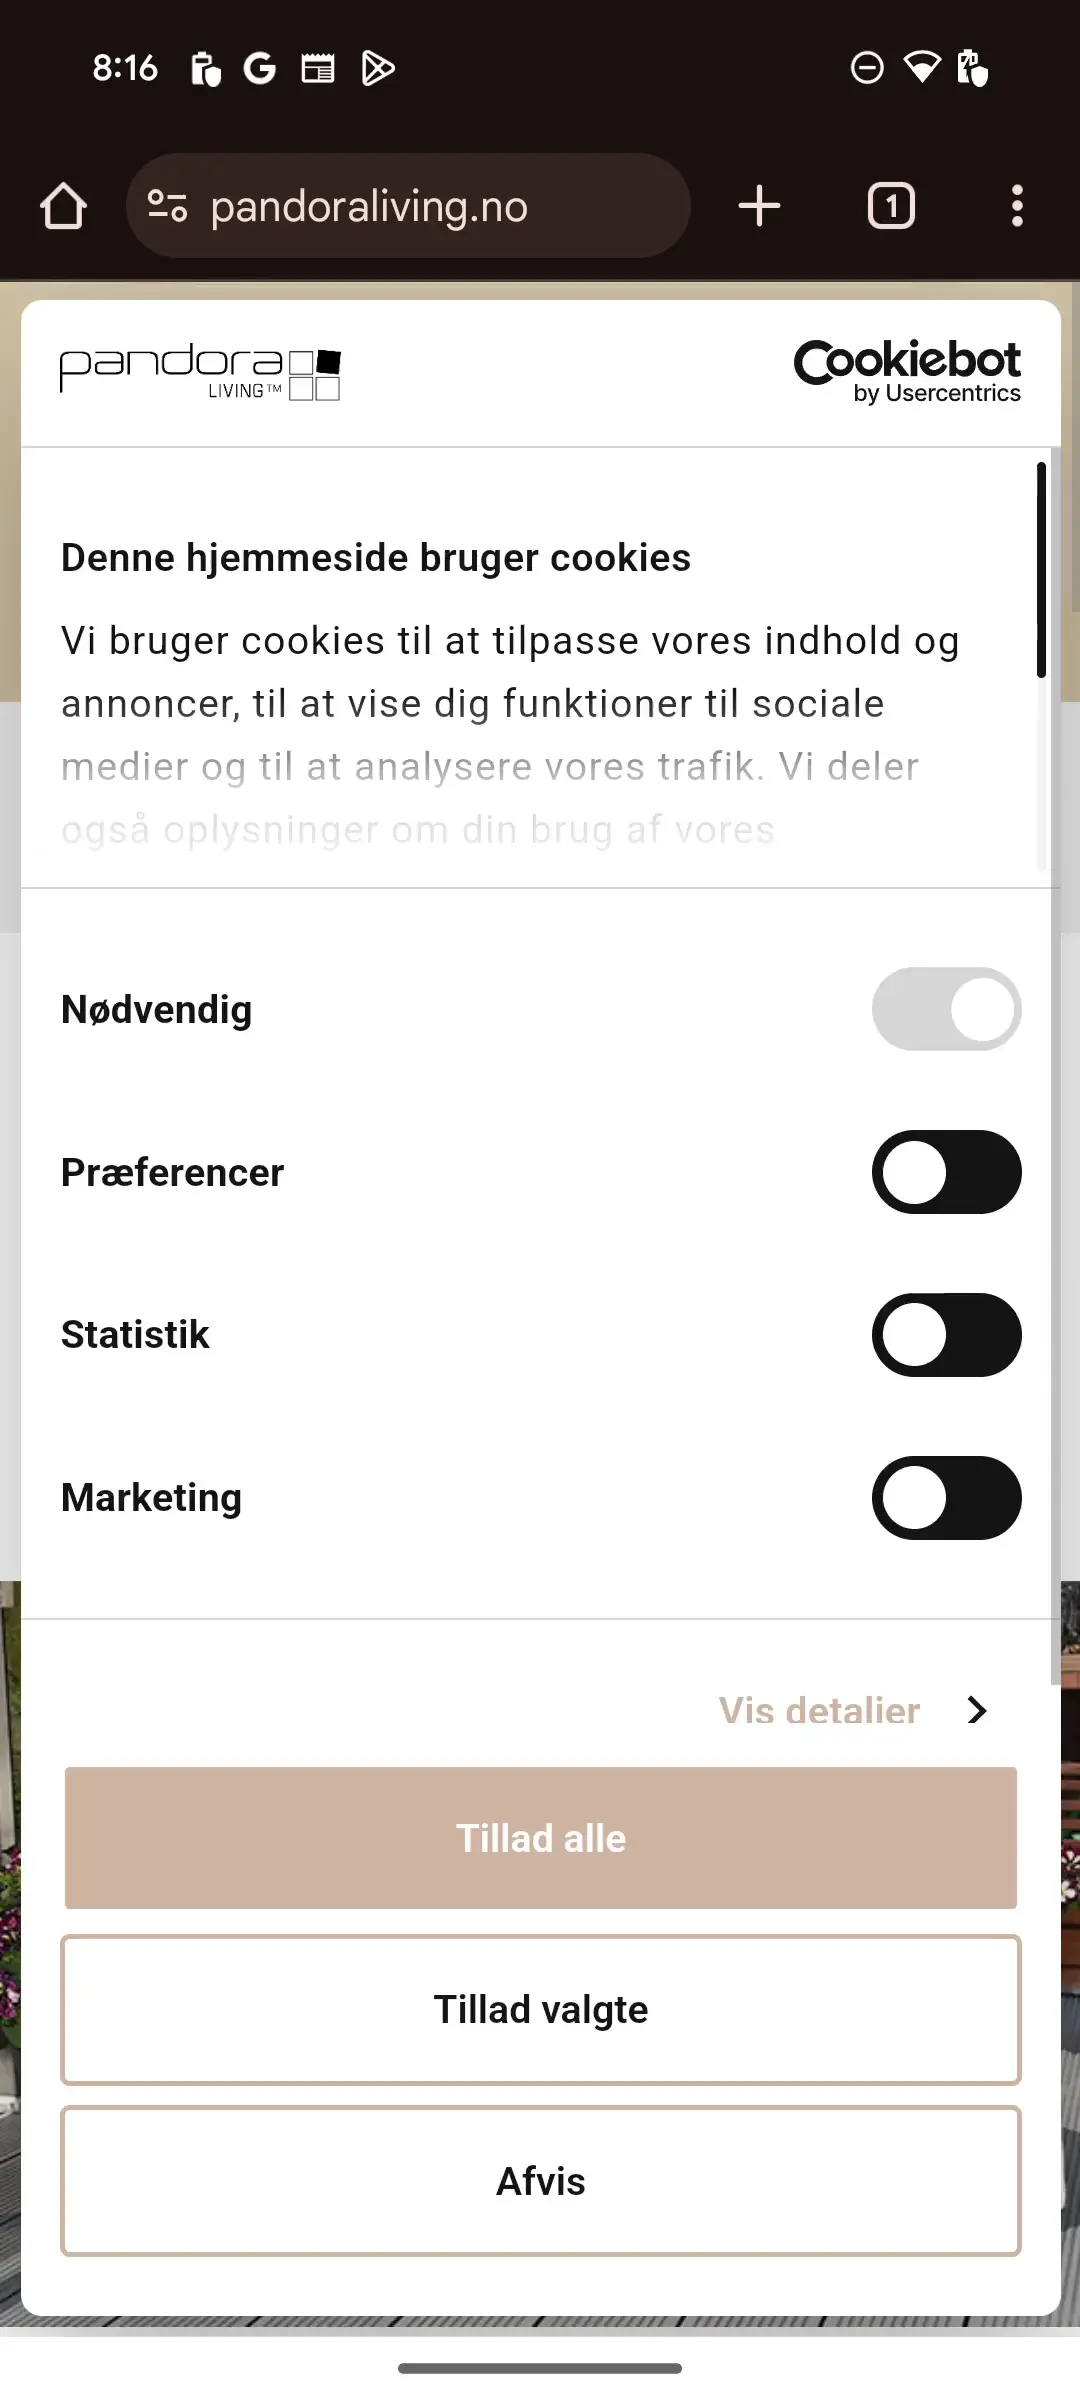 8:16
pandoraliving.no
1
pandora
LIVING™
Cookiebot
by Usercentrics
Denne hjemmeside bruger cookies
Vi bruger cookies til at tilpasse vores indhold og
annoncer, til at vise dig funktioner til sociale
medier og til at analysere vores trafik. Vi deler
også oplysninger om din brug af vores
Nødvendig
Præferencer
Statistik
Marketing
Vis detaljer
Tillad alle
Tillad valgte
Afvis